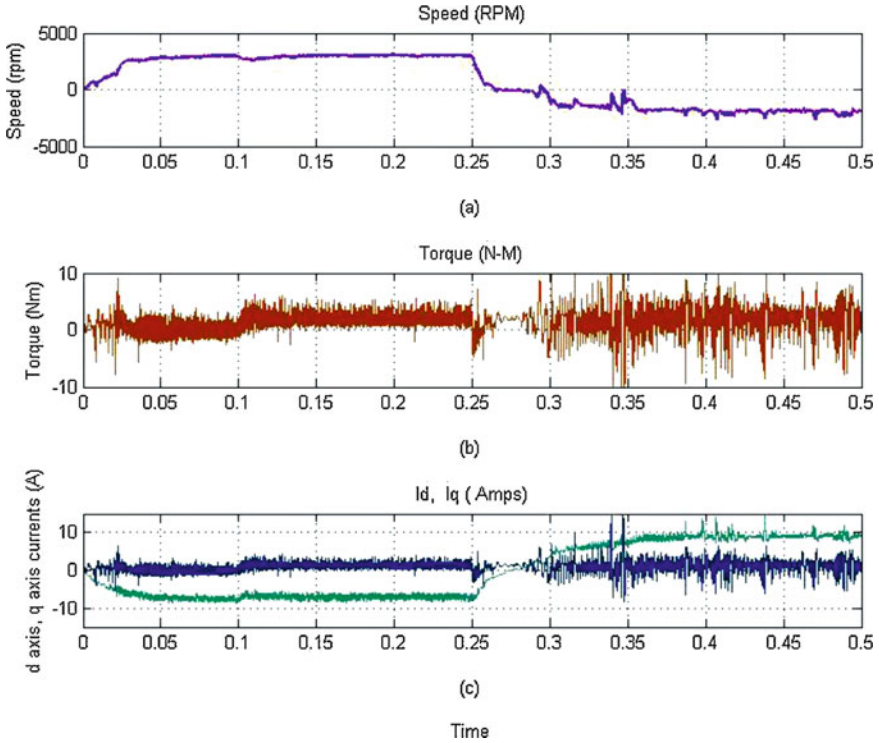 Speed (RPM)
Speed (rpm)
5000
0
-5000
0 0.05 0.1 0.15 0.2 0.25 0.3 0.35 0.4 0.45 0.5
(a)
Torque (N-M)
Torque (Nm)
10
0
-10
0 0.05 0.1 0.15 0.2 0.25 0.3 0.35 0.4 0.45 0.5
(b)
Id, Iq ( Amps)
d axis, q axis currents (A)
10
0
-10
0 0.05 0.1 0.15 0.2 0.25 0.3 0.35 0.4 0.45 0.5
(c)
Time